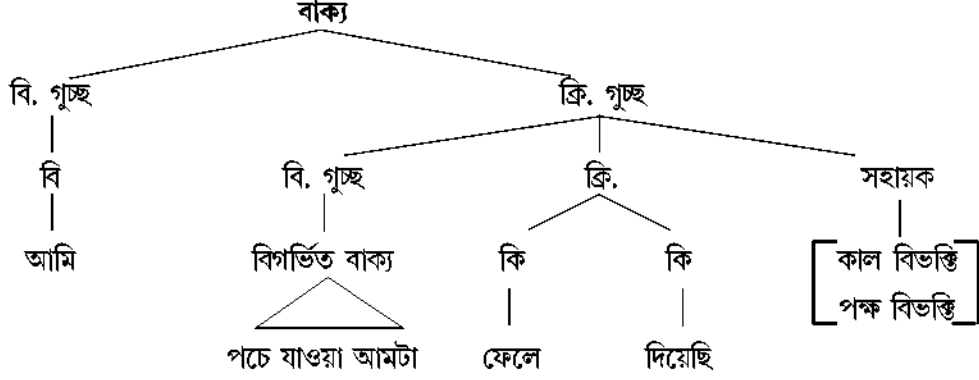 বাক্য
বি. গুচ্ছ ক্রি. গুচ্ছ
বি বি. গুচ্ছ ক্রি. সহায়ক
আমি বিগর্ভিত বাক্য কি কি কাল বিভক্তি
পক্ষ বিভক্তি
পচে যাওয়া আমটা ফেলে দিয়েছি